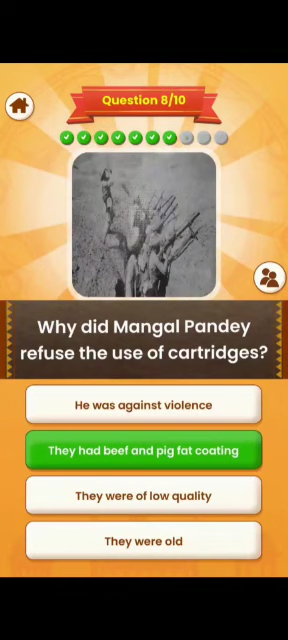 Question 8/10
Why did Mangal Pandey
refuse the use of cartridges?
He was against violence
They had beef and pig fat coating
They were of low quality
They were old